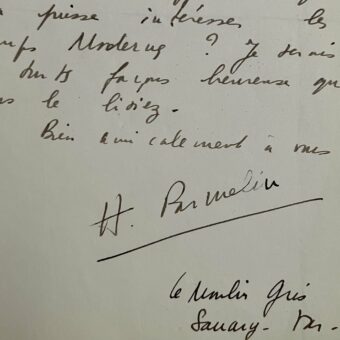 puisse intéresser les
Temps Modernes ? Je serais
de toutes façons heureuse que
vous le lisiez.
Bien amicalement à vous
H. Parmelin
Le Moulin Gris
Sanary - Var -